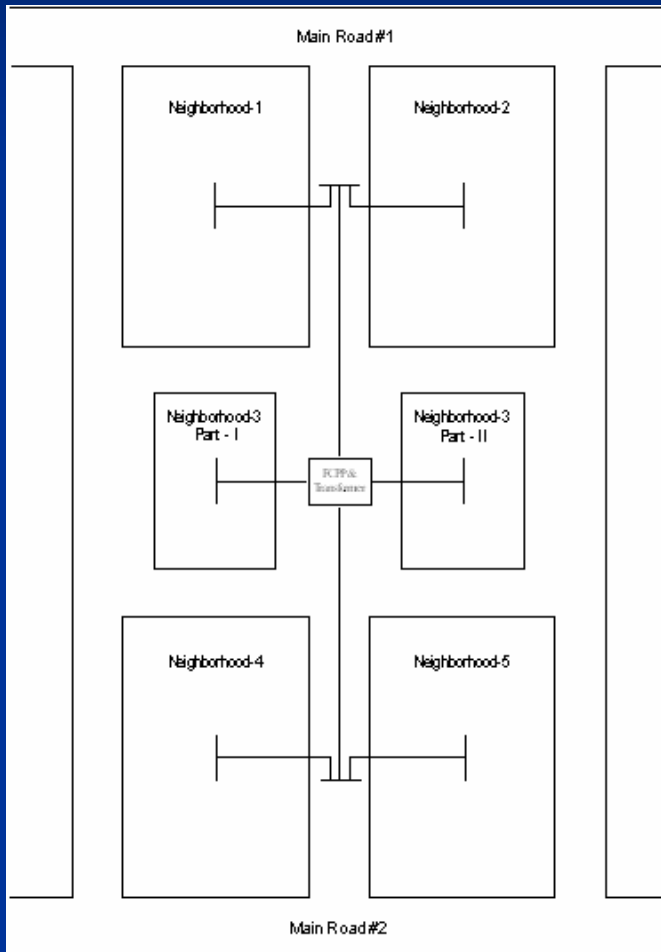 Main Road#1
Neighborhood-1
Neighborhood-2
Neighborhood-3
Part - I
Neighborhood-3
Part - II
FCPP&
Transformer
Neighborhood-4
Neighborhood-5
Main Road#2